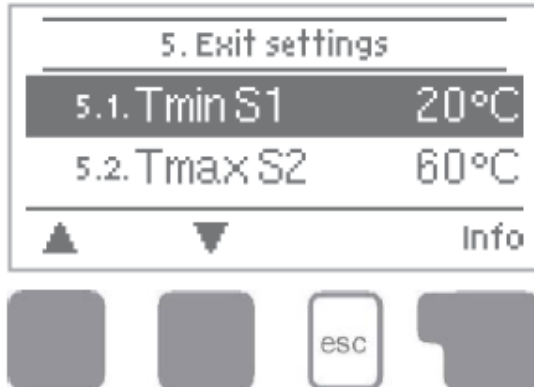 5. Exit settings
5.1. Tmin S1 20°C
5.2. Tmax S2 60°C
Info
esc